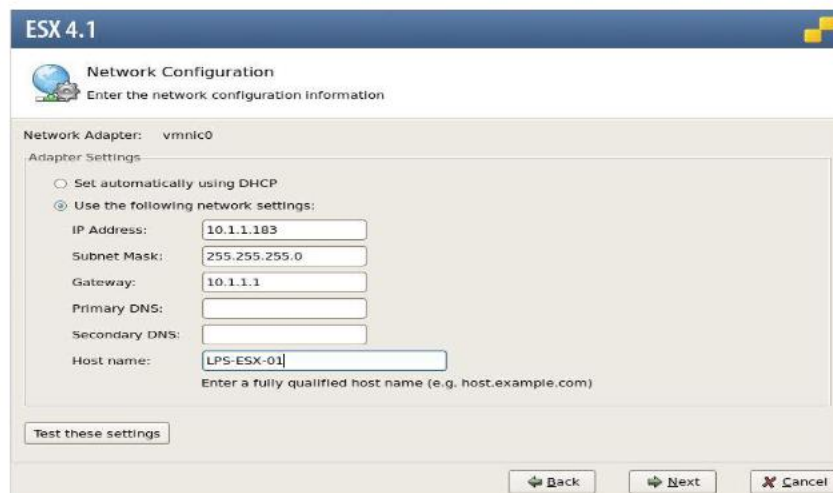 ESX 4.1
Network Configuration
Enter the network configuration information
Network Adapter: vmnic0
Adapter Settings
Set automatically using DHCP
Use the following network settings:
IP Address: 10.1.1.183
Subnet Mask: 255.255.255.0
Gateway: 10.1.1.1
Primary DNS:
Secondary DNS:
Host name: LPS-ESX-01
Enter a fully qualified host name (e.g. host.example.com)
Test these settings
Back Next Cancel